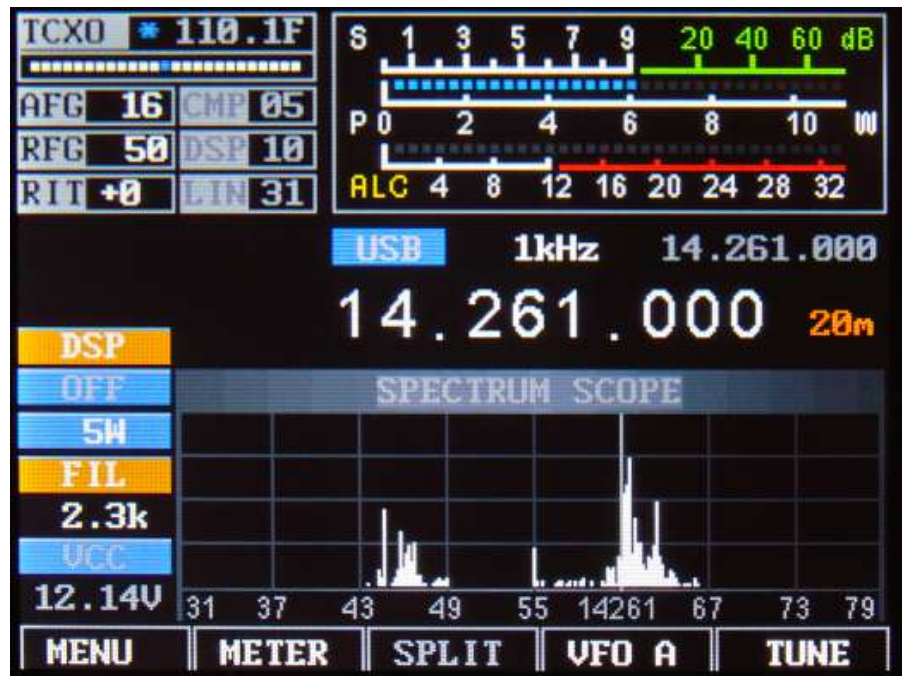 TCXO * 110.1F
S 1 3 5 7 9 20 40 60 dB
AFG 16 CMP 05
P 0 2 4 6 8 10 W
RFG 50 DSP 10
RIT +0 LIN 31
ALC 4 8 12 16 20 24 28 32
USB 1kHz 14.261.000
14.261.000 20m
DSP
OFF SPECTRUM SCOPE
5W
FIL
2.3k
VCC
12.14V
31 37 43 49 55 14261 67 73 79
MENU METER SPLIT VFO A TUNE